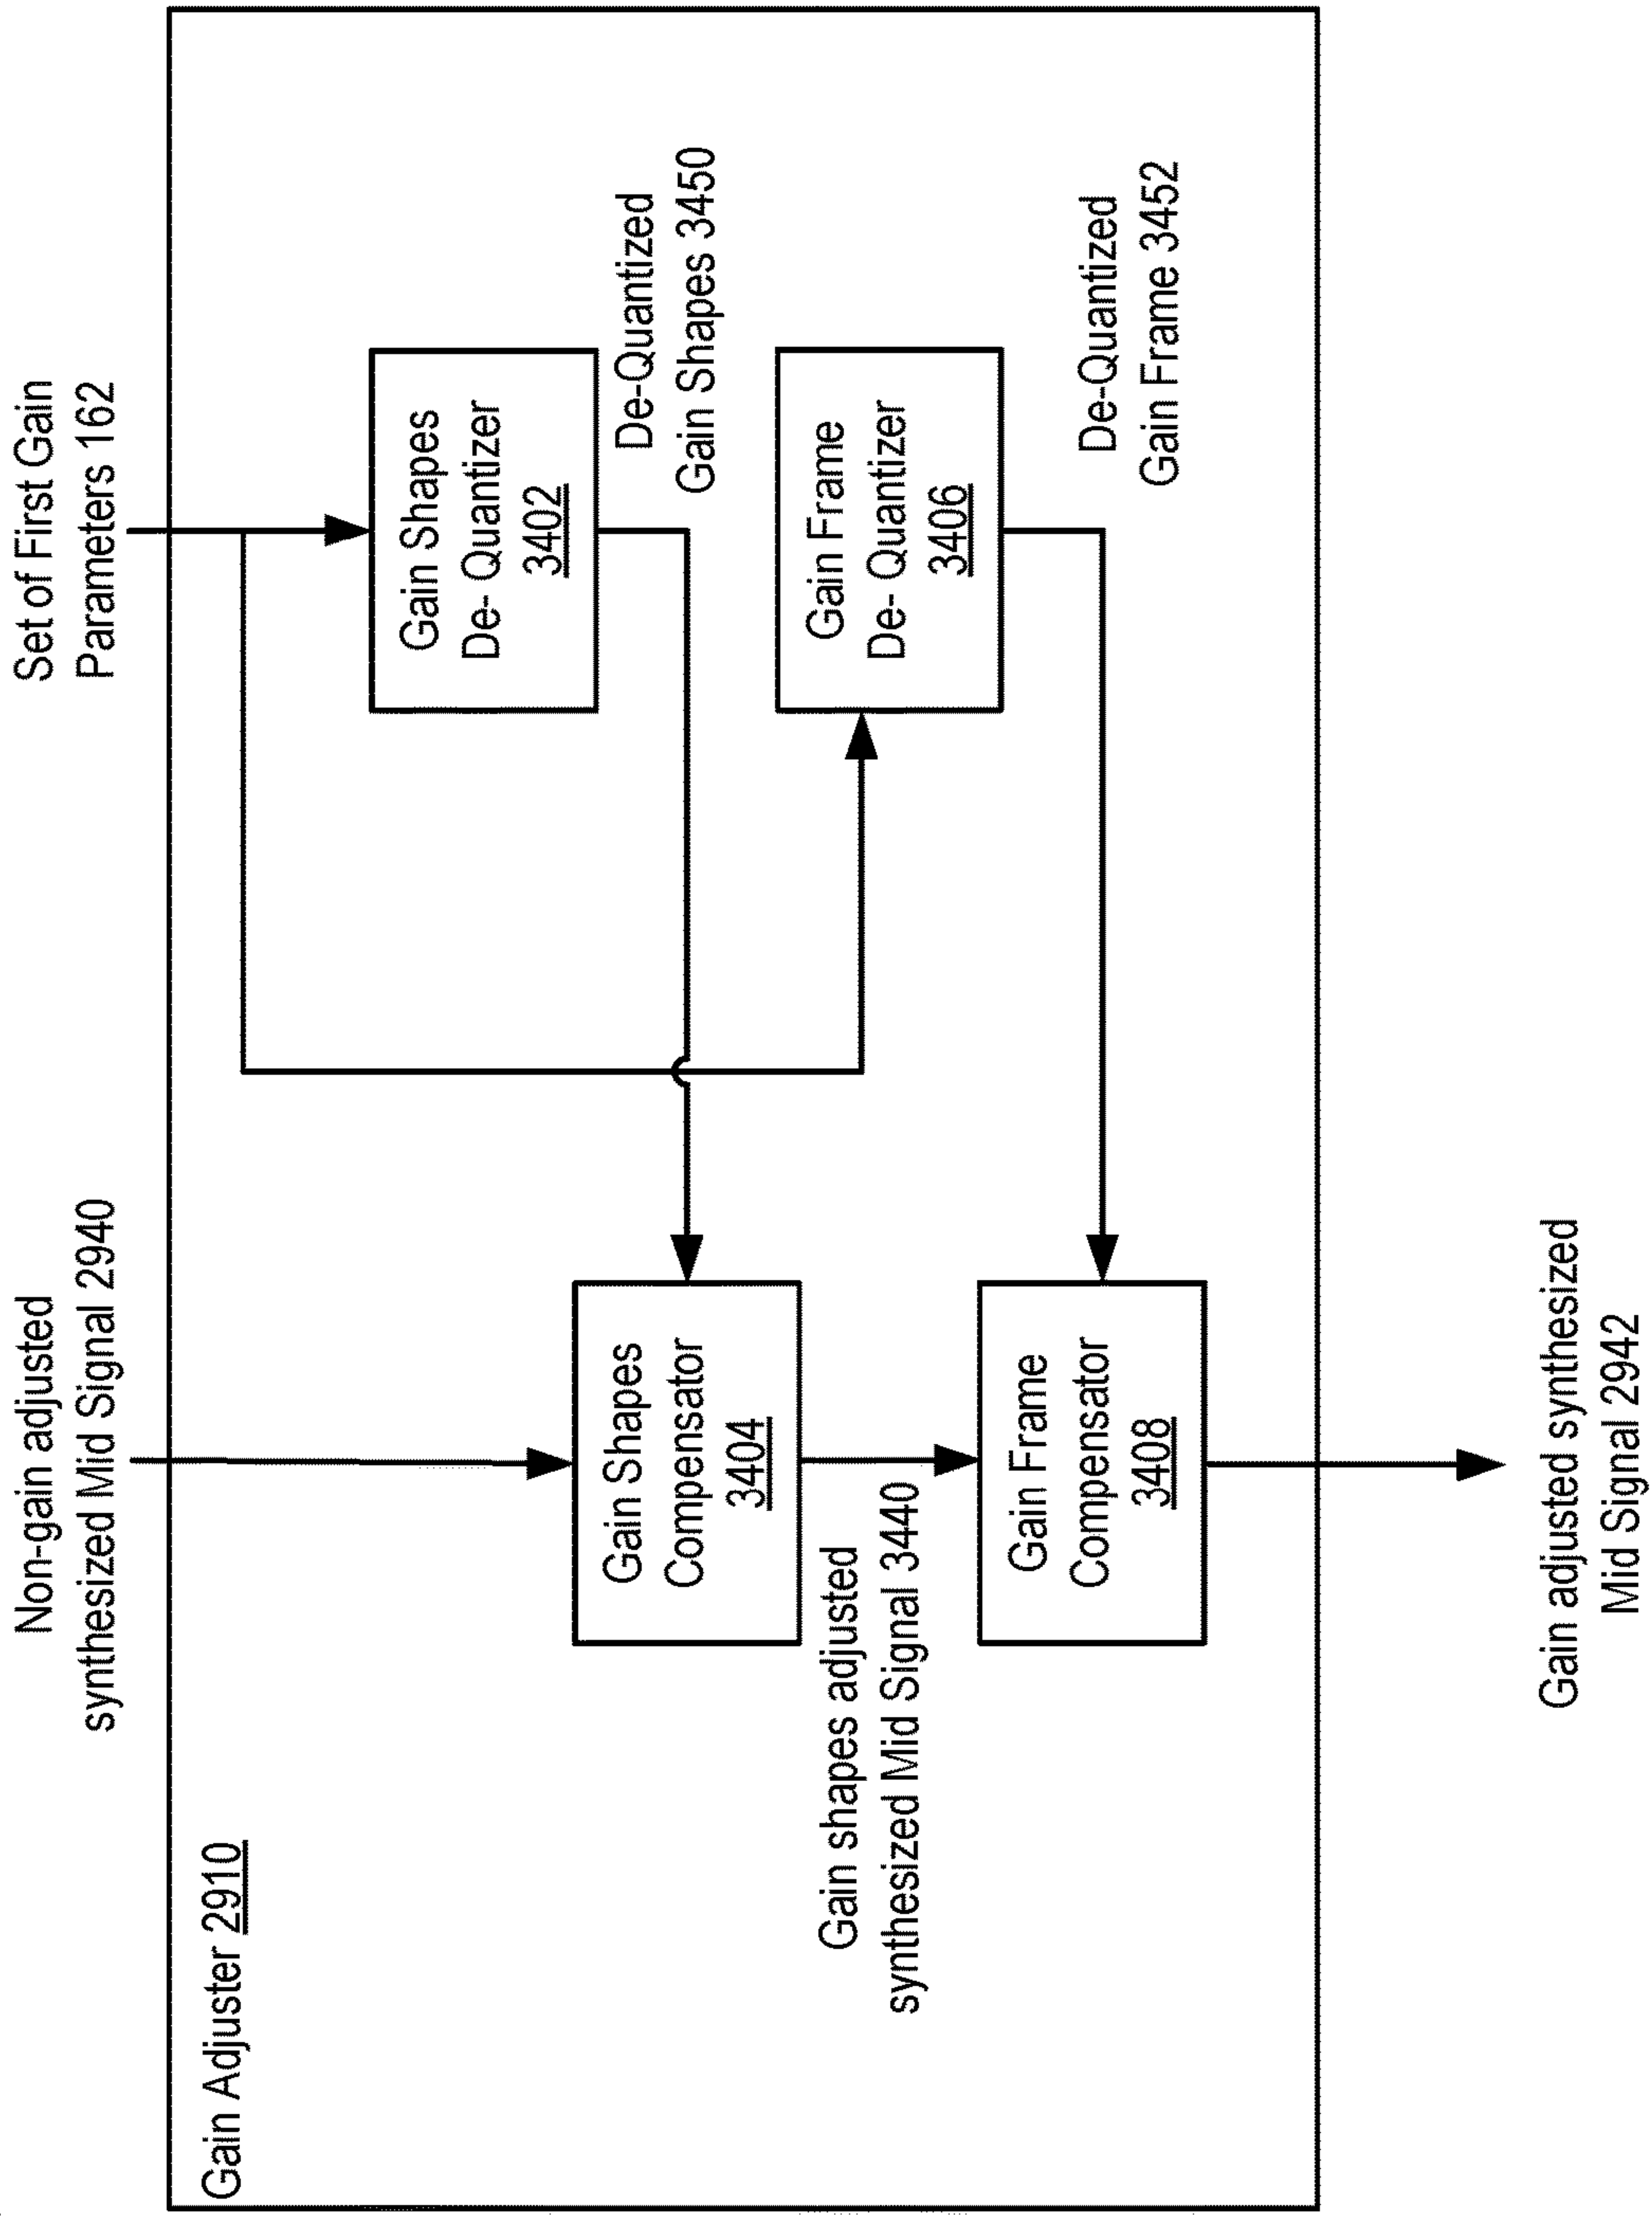 Gain Adjuster 2910
Non-gain adjusted
synthesized Mid Signal 2940
Set of First Gain
Parameters 162
Gain Shapes
De- Quantizer
3402
De-Quantized
Gain Shapes 3450
Gain Shapes
Compensator
3404
Gain Frame
De- Quantizer
3406
De-Quantized
Gain Frame 3452
Gain shapes adjusted
synthesized Mid Signal 3440
Gain Frame
Compensator
3408
Gain adjusted synthesized
Mid Signal 2942